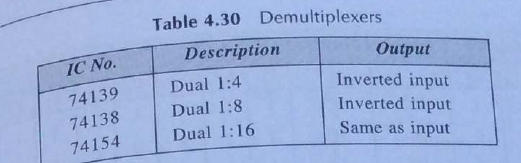 Table 4.30 Demultiplexers
IC No. Description Output
74139 Dual 1:4 Inverted input
74138 Dual 1:8 Inverted input
74154 Dual 1:16 Same as input